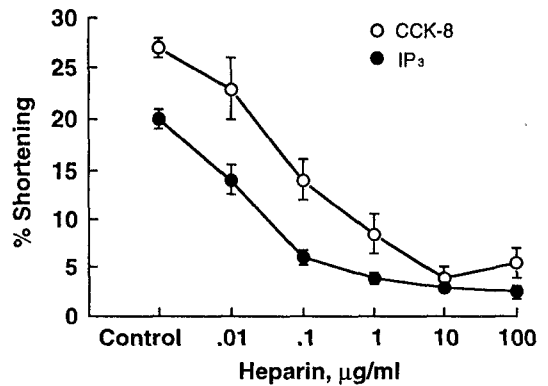 30
25
20
15
10
5
0
% Shortening
CCK-8
IP₃
Control .01 .1 1 10 100
Heparin, μg/ml